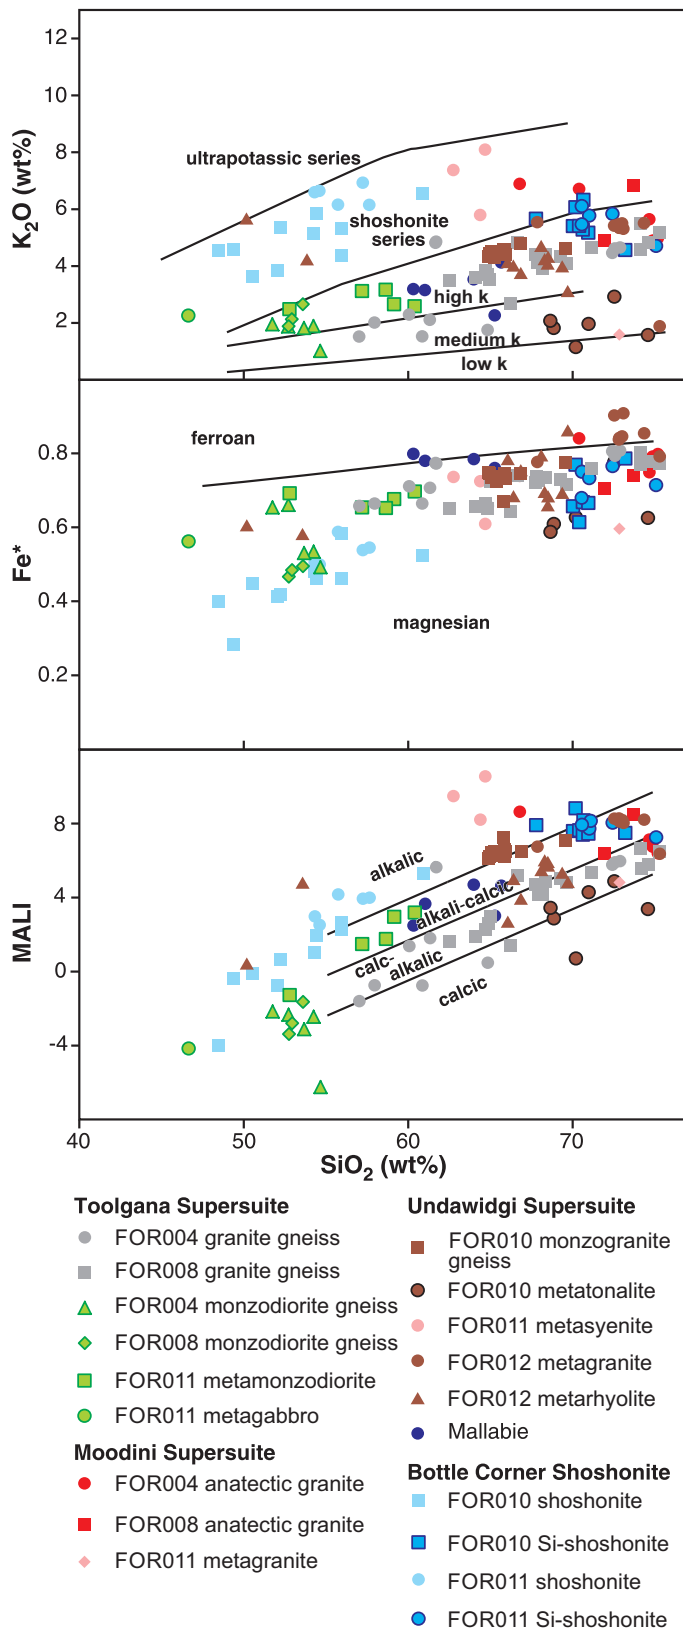 12
10
8
6
4
2
K₂O (wt%)
ultrapotassic series
shoshonite
series
high k
medium k
low k
0.8
0.6
0.4
0.2
Fe*
ferroan
magnesian
8
4
0
-4
MALI
alkalic
alkali-calcic
calc-
alkalic
calcic
40
50
60
70
SiO₂ (wt%)
Toolgana Supersuite
FOR004 granite gneiss
FOR008 granite gneiss
FOR004 monzodiorite gneiss
FOR008 monzodiorite gneiss
FOR011 metamonzodiorite
FOR011 metagabbro
Moodini Supersuite
FOR004 anatectic granite
FOR008 anatectic granite
FOR011 metagranite
Undawidgi Supersuite
FOR010 monzogranite
gneiss
FOR010 metatonalite
FOR011 metasyenite
FOR012 metagranite
FOR012 metarhyolite
Mallabie
Bottle Corner Shoshonite
FOR010 shoshonite
FOR010 Si-shoshonite
FOR011 shoshonite
FOR011 Si-shoshonite